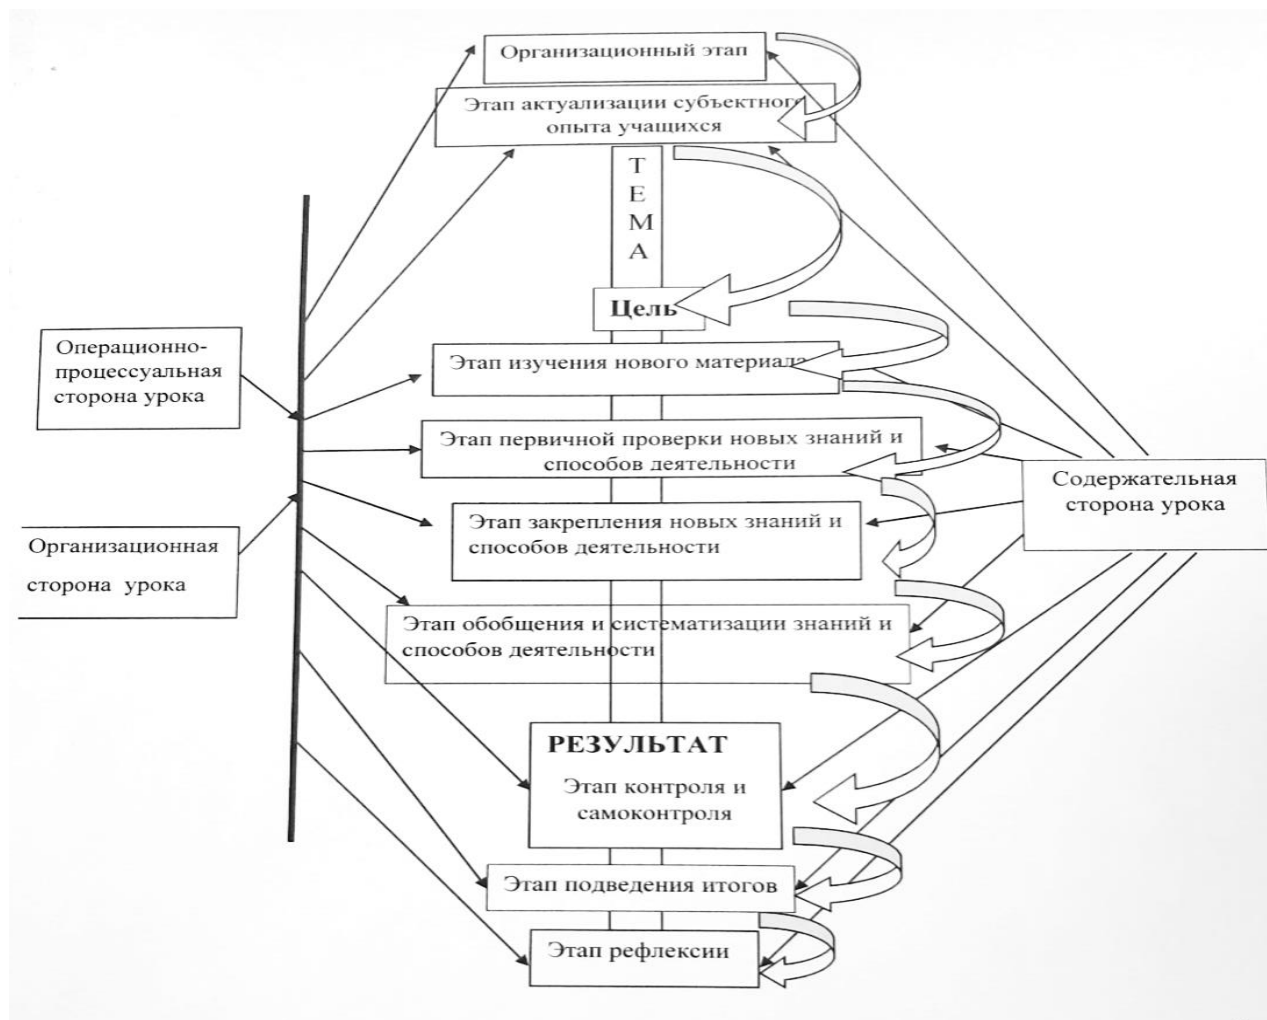 Организационный этап
Этап актуализации субъектного
опыта учащихся
Т
Е
М
А
Цель
Операционно-
процессуальная
сторона урока
Этап изучения нового материала
Этап первичной проверки новых знаний и
способов деятельности
Содержательная
сторона урока
Этап закрепления новых знаний и
способов деятельности
Организационная
сторона урока
Этап обобщения и систематизации знаний и
способов деятельности
РЕЗУЛЬТАТ
Этап контроля и
самоконтроля
Этап подведения итогов
Этап рефлексии